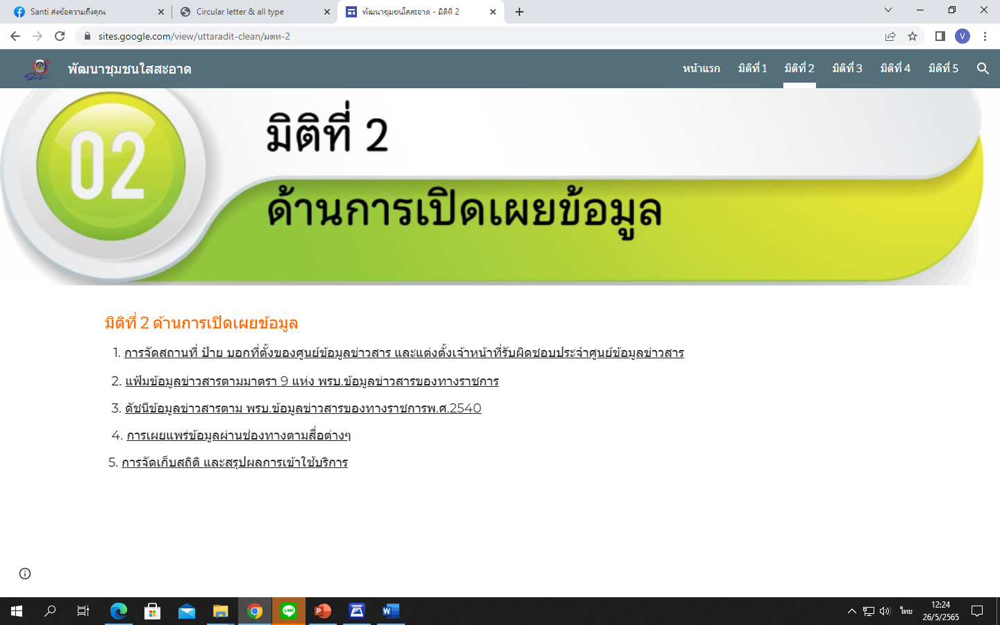 Santi ส่งข้อความถึงคุณ
Circular letter & all type
พัฒนาชุมชนใสสะอาด - มิติที่ 2
sites.google.com/view/uttaradit-clean/มตท-2
V
พัฒนาชุมชนใสสะอาด
หน้าแรก มิติที่ 1 มิติที่ 2 มิติที่ 3 มิติที่ 4 มิติที่ 5
02
มิติที่ 2
ด้านการเปิดเผยข้อมูล
มิติที่ 2 ด้านการเปิดเผยข้อมูล
1. การจัดสถานที่ ป้าย บอกที่ตั้งของศูนย์ข้อมูลข่าวสาร และแต่งตั้งเจ้าหน้าที่รับผิดชอบประจำศูนย์ข้อมูลข่าวสาร
2. แฟ้มข้อมูลข่าวสารตามมาตรา 9 แห่ง พรบ.ข้อมูลข่าวสารของทางราชการ
3. ดัชนีข้อมูลข่าวสารตาม พรบ.ข้อมูลข่าวสารของทางราชการพ.ศ.2540
4. การเผยแพร่ข้อมูลผ่านช่องทางตามสื่อต่างๆ
5. การจัดเก็บสถิติ และสรุปผลการเข้าใช้บริการ
LINE
ไทย
12:24
26/5/2565